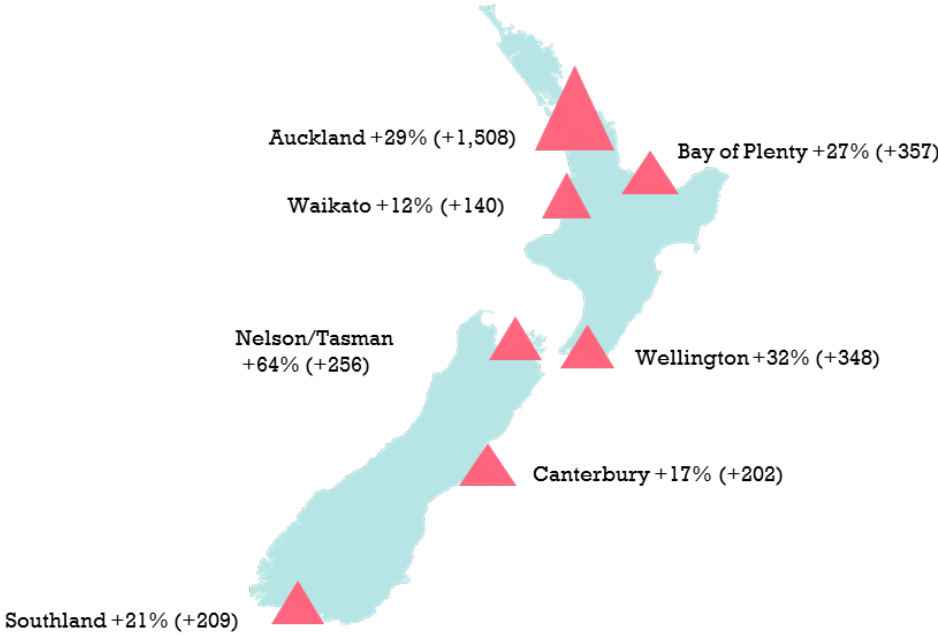 Auckland +29% (+1,508)
Bay of Plenty +27% (+357)
Waikato +12% (+140)
Nelson/Tasman
+64% (+256)
Wellington +32% (+348)
Canterbury +17% (+202)
Southland +21% (+209)